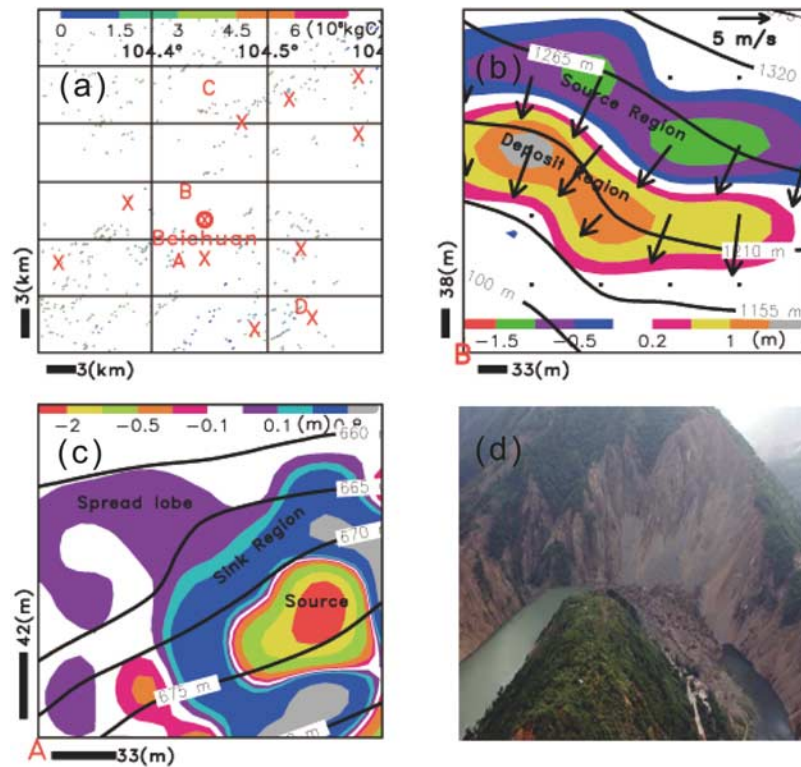 0 1.5 3 4.5 6 (10⁸kgC)
104.4° 104.5° 104
(a)
C
B
Beichuan
A
D
3(km)
3(km)
(b)
5 m/s
1265 m
1320
Source Region
Deposit Region
1210 m
100 m
1155 m
38(m)
−1.5 −0.5 0.2 1 (m)
B
33(m)
−2 −0.5 −0.1 0.1 (m)
(c)
660
665
670
Spread lobe
Sink Region
Source
675 m
42(m)
A
33(m)
(d)